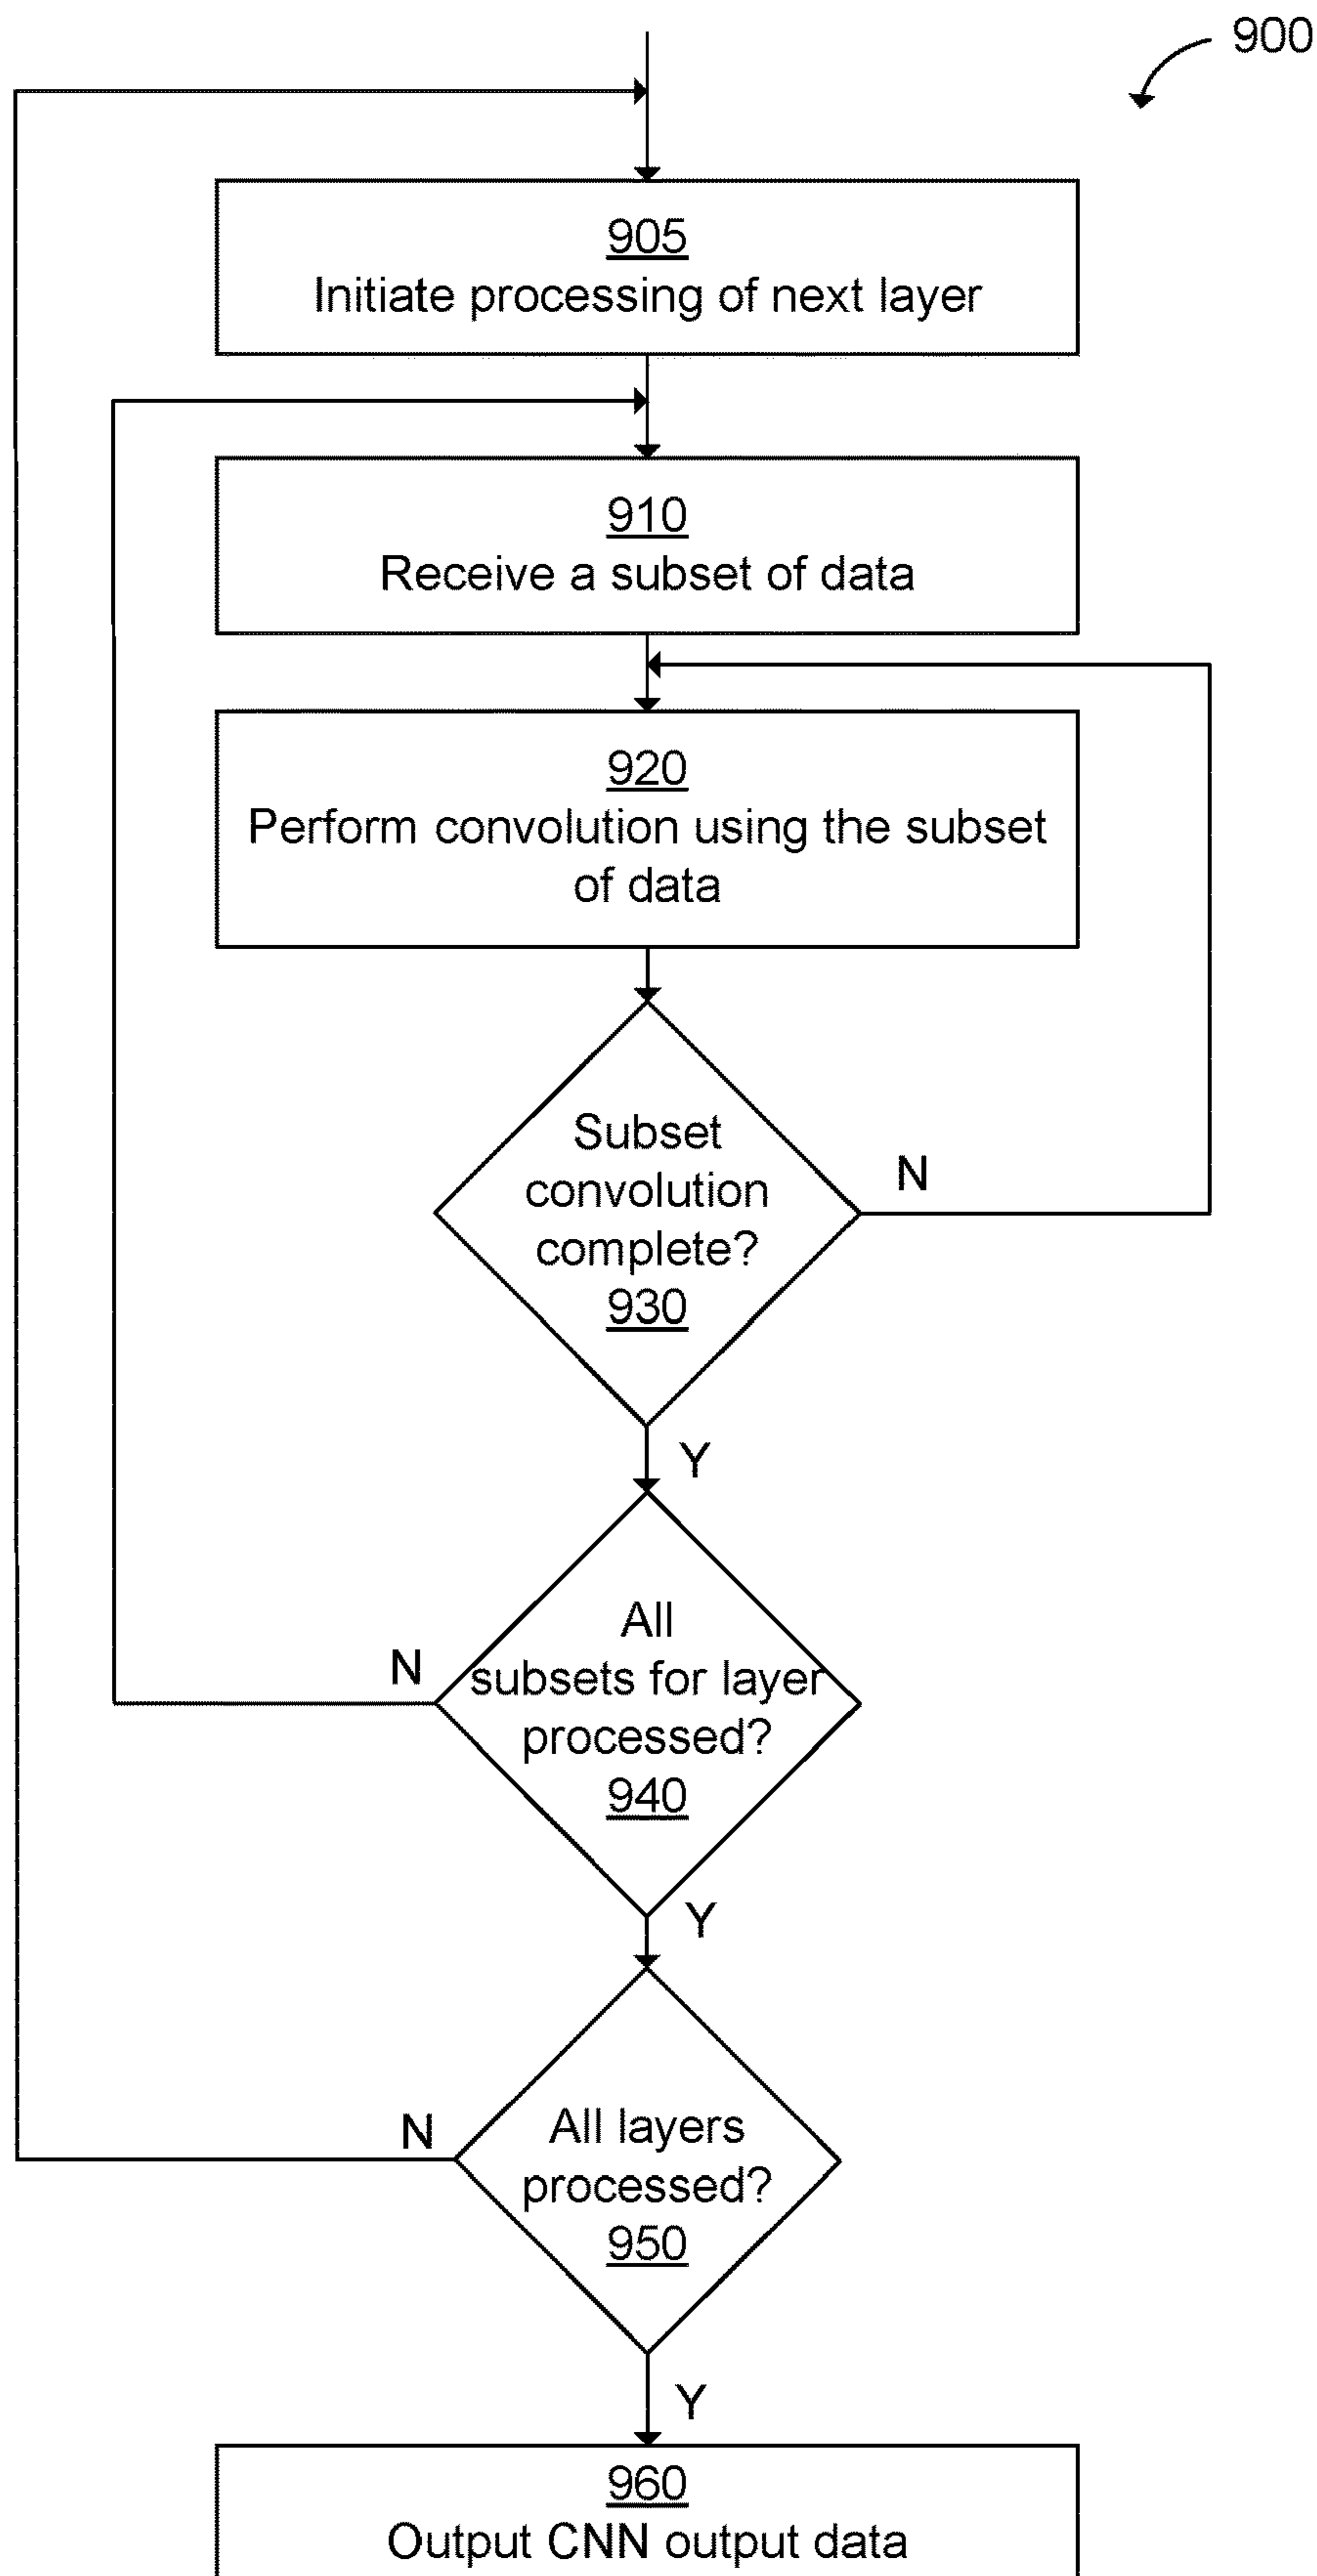 900
905
Initiate processing of next layer
910
Receive a subset of data
920
Perform convolution using the subset
of data
Subset
convolution
complete?
930
N
Y
All
subsets for layer
processed?
940
N
Y
All layers
processed?
950
N
Y
960
Output CNN output data